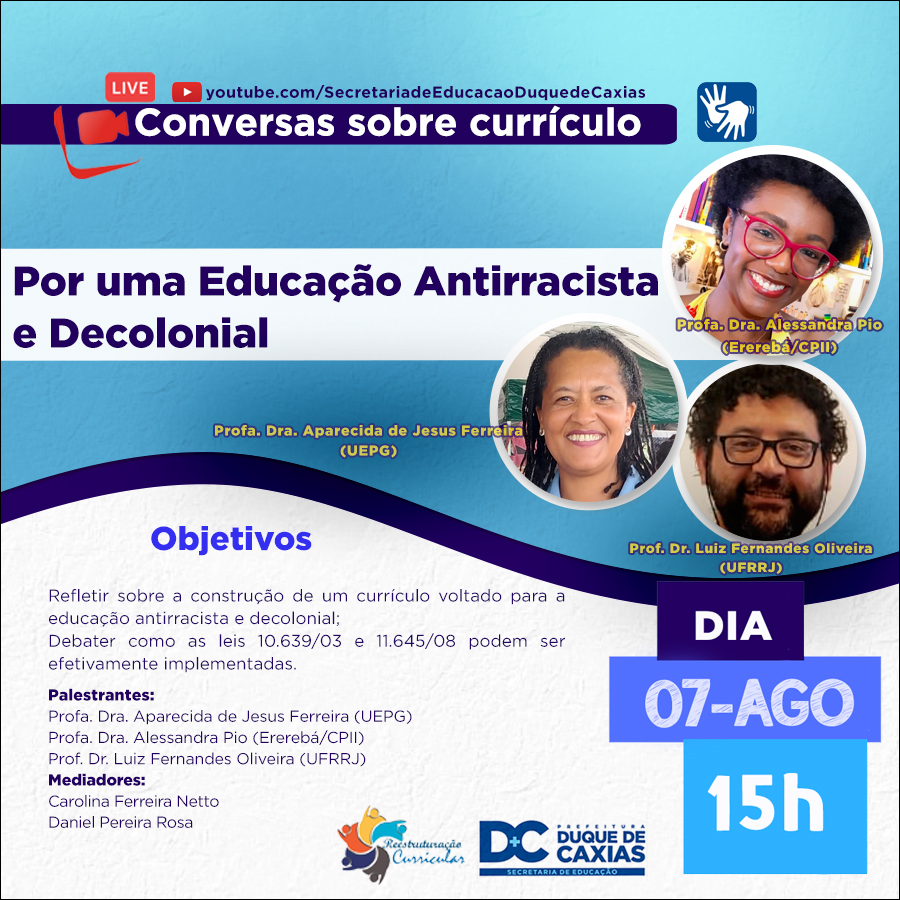 LIVE
youtube.com/SecretariadeEducacaoDuquedeCaxias
Conversas sobre currículo
Por uma Educação Antirracista
e Decolonial
Profa. Dra. Alessandra Pio
(Ererebá/CPII)
Profa. Dra. Aparecida de Jesus Ferreira
(UEPG)
Prof. Dr. Luiz Fernandes Oliveira
(UFRRJ)
Objetivos
Refletir sobre a construção de um currículo voltado para a
educação antirracista e decolonial;
Debater como as leis 10.639/03 e 11.645/08 podem ser
efetivamente implementadas.
Palestrantes:
Profa. Dra. Aparecida de Jesus Ferreira (UEPG)
Profa. Dra. Alessandra Pio (Ererebá/CPII)
Prof. Dr. Luiz Fernandes Oliveira (UFRRJ)
Mediadores:
Carolina Ferreira Netto
Daniel Pereira Rosa
DIA
07-AGO
15h
Reestruturação
Curricular
DC
PREFEITURA
DUQUE DE
CAXIAS
SECRETARIA DE EDUCAÇÃO